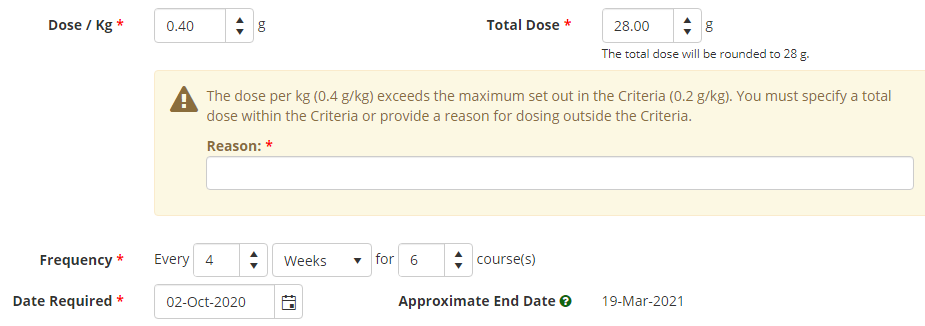 Dose / Kg * 0.40 g Total Dose * 28.00 g
The total dose will be rounded to 28 g.
The dose per kg (0.4 g/kg) exceeds the maximum set out in the Criteria (0.2 g/kg). You must specify a total
dose within the Criteria or provide a reason for dosing outside the Criteria.
Reason: *
Frequency * Every 4 Weeks for 6 course(s)
Date Required * 02-Oct-2020 Approximate End Date ? 19-Mar-2021